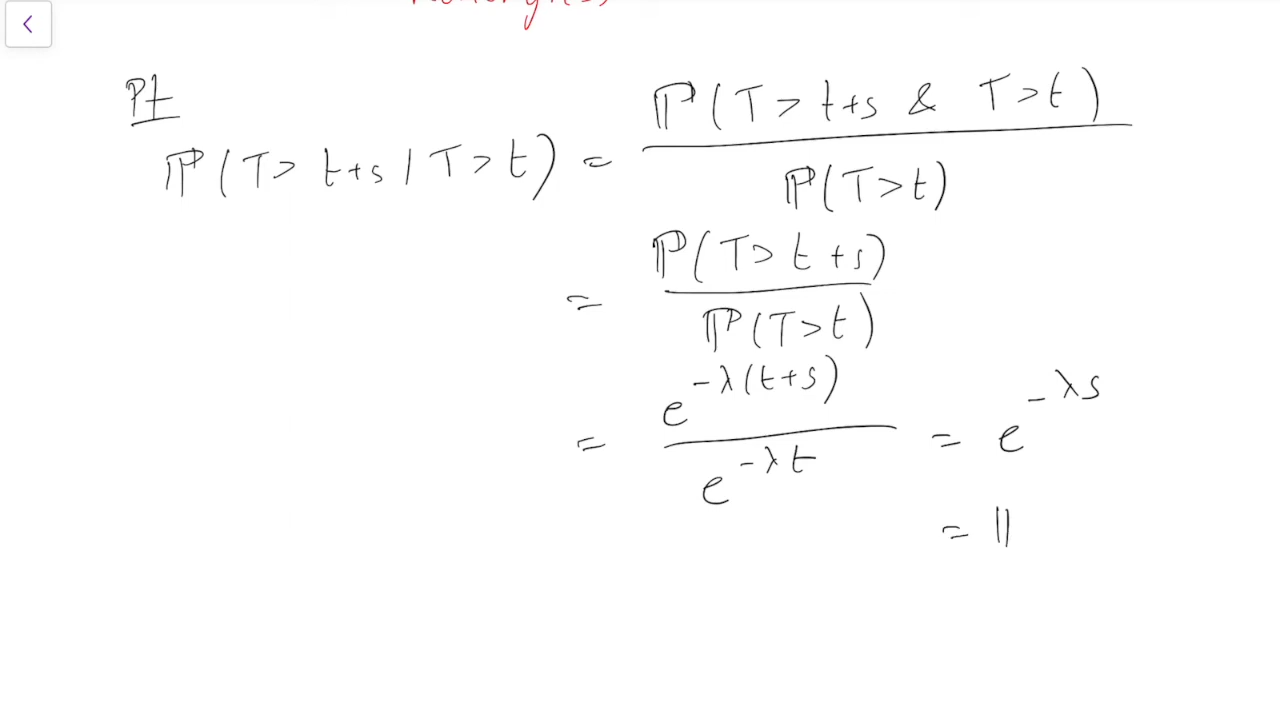 Pf
ℙ(T > t+s | T > t) = ℙ(T > t+s & T > t) / ℙ(T > t)
= ℙ(T > t+s) / ℙ(T > t)
= e^{-λ(t+s)} / e^{-λt} = e^{-λs}
=